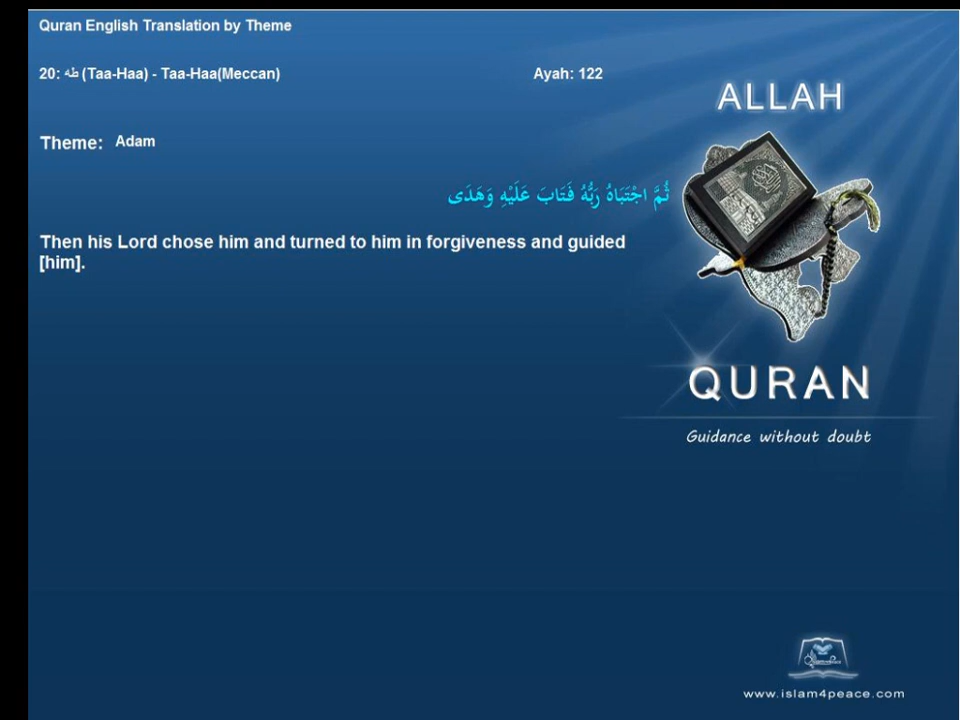 Quran English Translation by Theme
20: طه (Taa-Haa) - Taa-Haa(Meccan) Ayah: 122
ALLAH
Theme: Adam
ثُمَّ اجْتَبَاهُ رَبُّهُ فَتَابَ عَلَيْهِ وَهَدَى
Then his Lord chose him and turned to him in forgiveness and guided
[him].
QURAN
Guidance without doubt
www.islam4peace.com